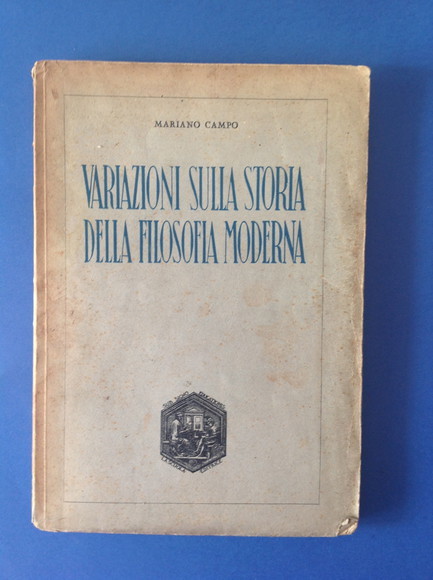 MARIANO CAMPO
VARIAZIONI SULLA STORIA
DELLA FILOSOFIA MODERNA